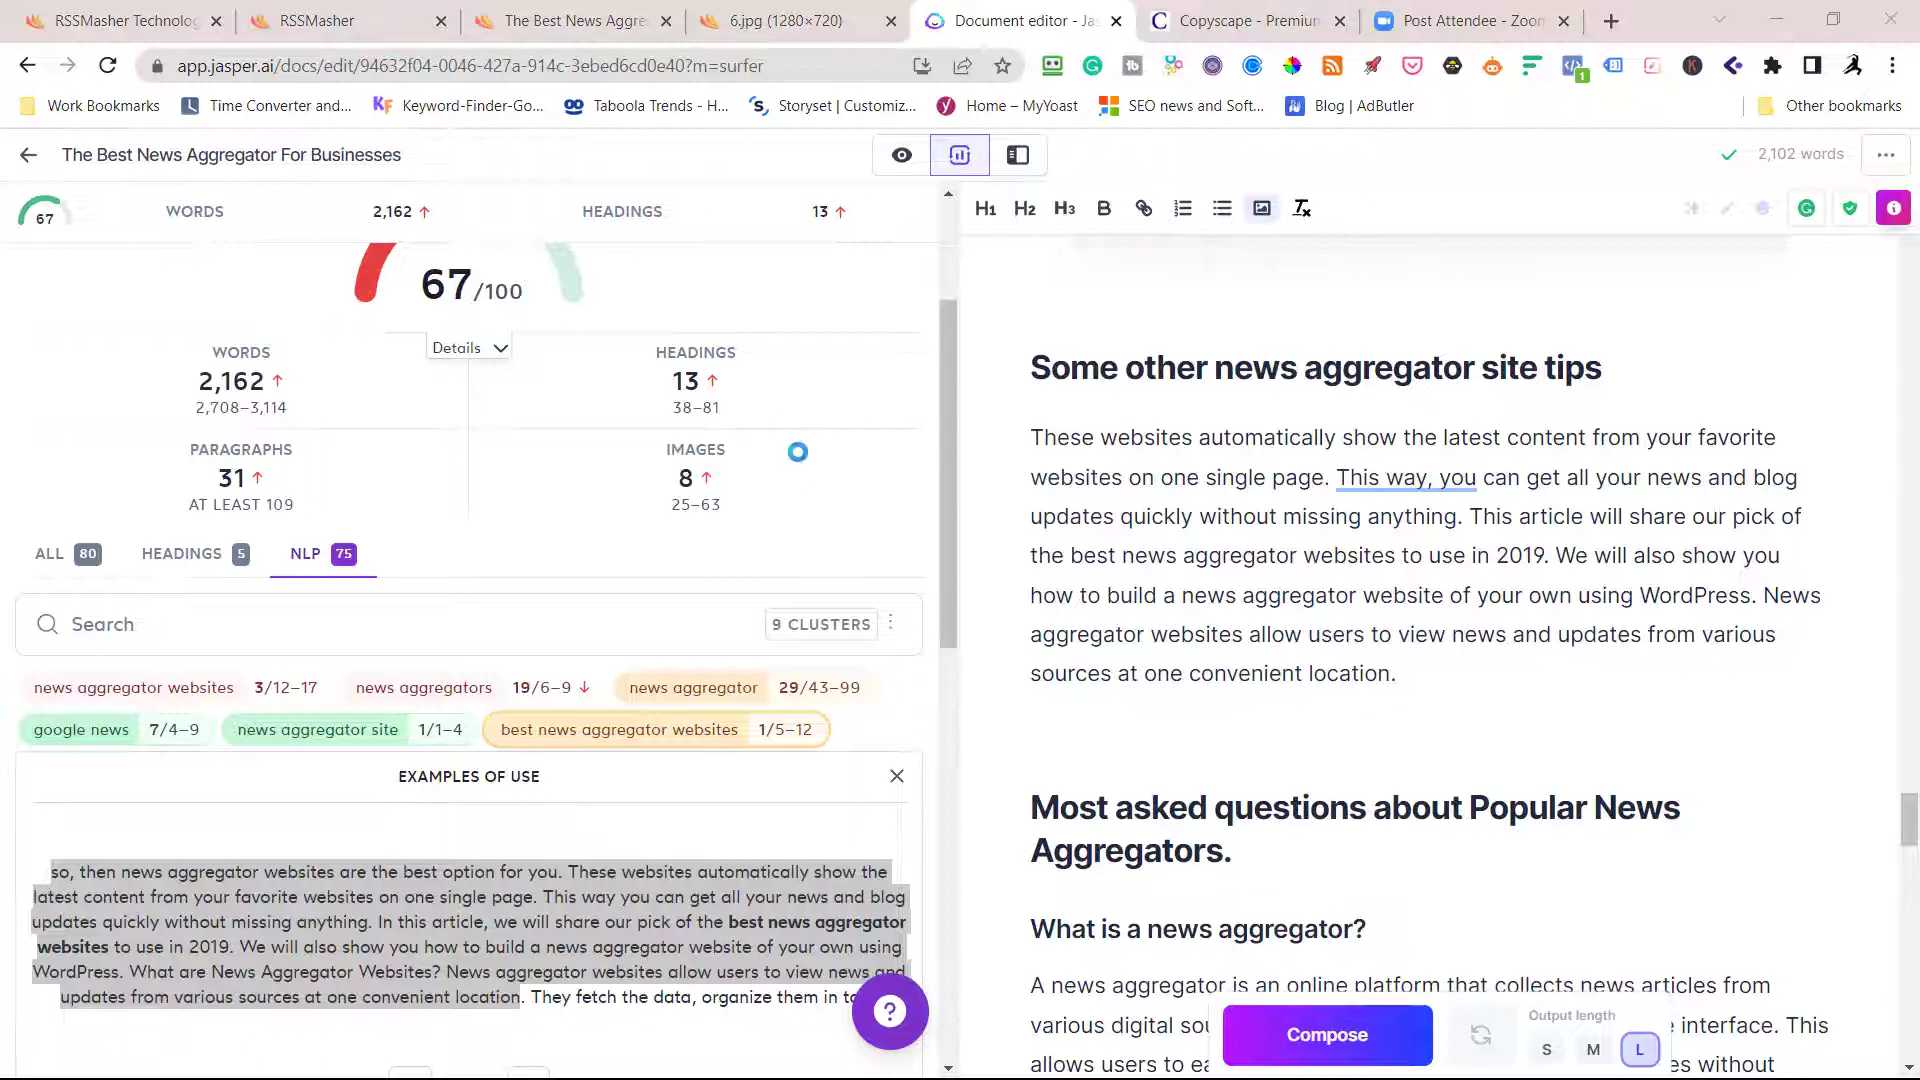 RSSMasher Technolog
RSSMasher
The Best News Aggre
6.jpg (1280×720)
Document editor - Jas
Copyscape - Premium
Post Attendee - Zoom
app.jasper.ai/docs/edit/94632f04-0046-427a-914c-3ebed6cd0e40?m=surfer
Work Bookmarks
Time Converter and...
Keyword-Finder-Go...
Taboola Trends - H...
Storyset | Customiz...
Home – MyYoast
SEO news and Soft...
Blog | AdButler
Other bookmarks
The Best News Aggregator For Businesses
2,102 words
67
WORDS
2,162 ↑
HEADINGS
13 ↑
H1 H2 H3 B
67/100
Details
WORDS
2,162 ↑
2,708–3,114
HEADINGS
13 ↑
38–81
PARAGRAPHS
31 ↑
AT LEAST 109
IMAGES
8 ↑
25–63
ALL 80
HEADINGS 5
NLP 75
Search
9 CLUSTERS
news aggregator websites 3/12–17
news aggregators 19/6–9 ↓
news aggregator 29/43–99
google news 7/4–9
news aggregator site 1/1–4
best news aggregator websites 1/5–12
EXAMPLES OF USE
so, then news aggregator websites are the best option for you. These websites automatically show the
latest content from your favorite websites on one single page. This way you can get all your news and blog
updates quickly without missing anything. In this article, we will share our pick of the best news aggregator
websites to use in 2019. We will also show you how to build a news aggregator website of your own using
WordPress. What are News Aggregator Websites? News aggregator websites allow users to view news and
updates from various sources at one convenient location. They fetch the data, organize them in
?
Some other news aggregator site tips
These websites automatically show the latest content from your favorite
websites on one single page. This way, you can get all your news and blog
updates quickly without missing anything. This article will share our pick of
the best news aggregator websites to use in 2019. We will also show you
how to build a news aggregator website of your own using WordPress. News
aggregator websites allow users to view news and updates from various
sources at one convenient location.
Most asked questions about Popular News
Aggregators.
What is a news aggregator?
A news aggregator is an online platform that collects news articles from
various digital sou
interface. This
allows users to ea
es without
Compose
Output length
S M L